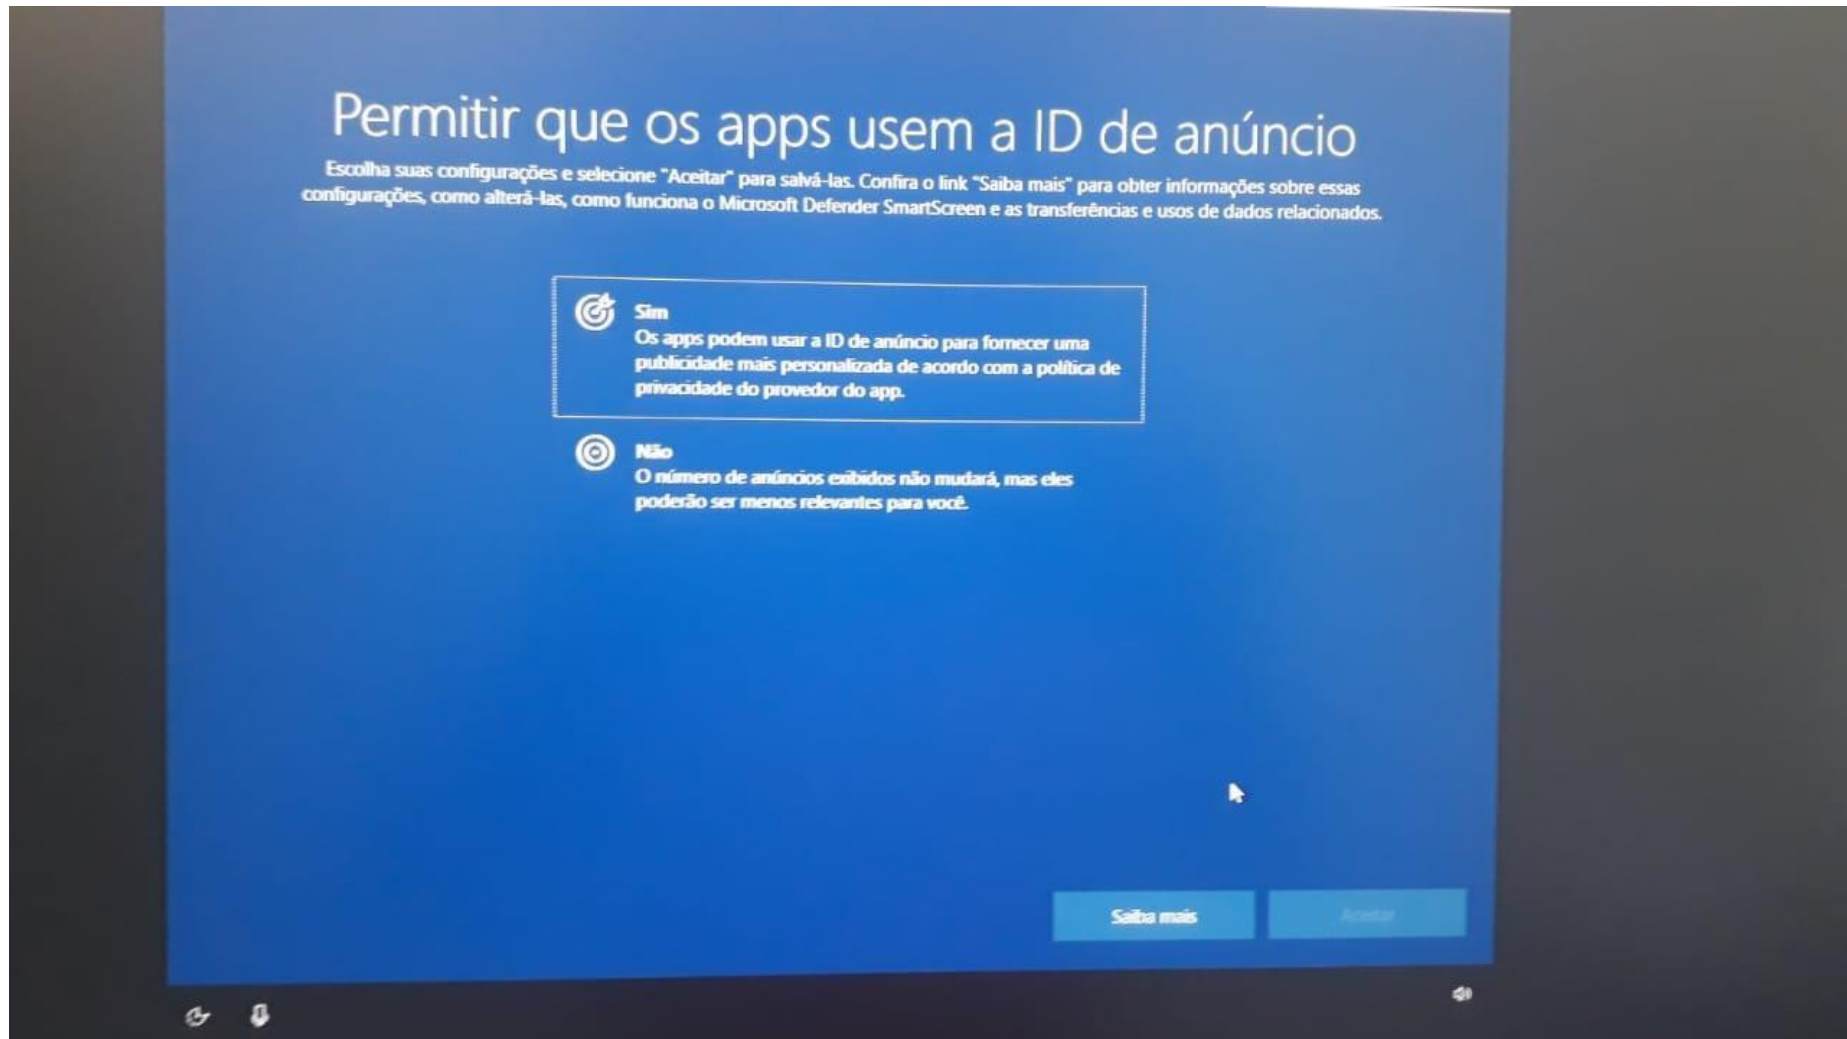 Permitir que os apps usem a ID de anúncio
Escolha suas configurações e selecione "Aceitar" para salvá-las. Confira o link "Saiba mais" para obter informações sobre essas
configurações, como alterá-las, como funciona o Microsoft Defender SmartScreen e as transferências e usos de dados relacionados.
Sim
Os apps podem usar a ID de anúncio para fornecer uma
publicidade mais personalizada de acordo com a política de
privacidade do provedor do app.
Não
O número de anúncios exibidos não mudará, mas eles
poderão ser menos relevantes para você.
Saiba mais
Aceitar